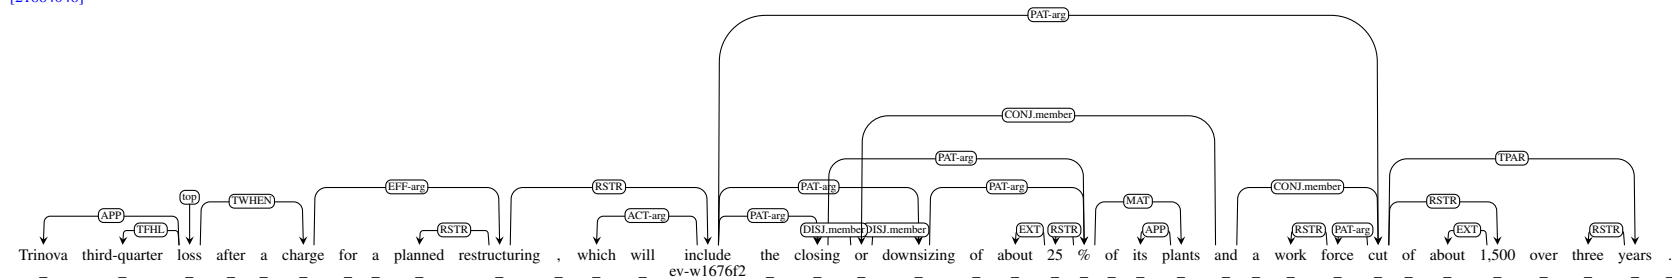 PAT-arg
CONJ.member
PAT-arg TPAR
top EFF-arg RSTR PAT-arg PAT-arg CONJ.member
TWHEN MAT RSTR
APP ACT-arg PAT-arg
TFHL RSTR DISJ.member DISJ.member EXT RSTR APP RSTR PAT-arg EXT RSTR
Trinova third-quarter loss after a charge for a planned restructuring , which will include the closing or downsizing of about 25 % of its plants and a work force cut of about 1,500 over three years .
ev-w1676f2